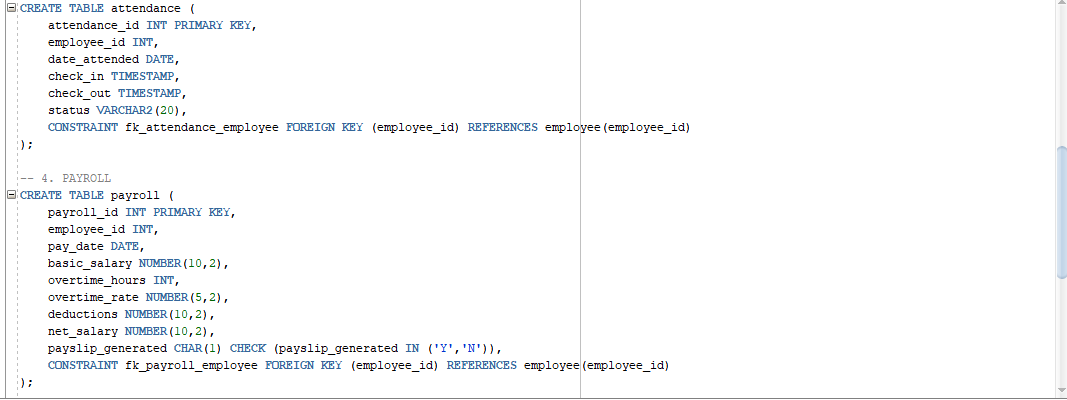 CREATE TABLE attendance (
    attendance_id INT PRIMARY KEY,
    employee_id INT,
    date_attended DATE,
    check_in TIMESTAMP,
    check_out TIMESTAMP,
    status VARCHAR2(20),
    CONSTRAINT fk_attendance_employee FOREIGN KEY (employee_id) REFERENCES employee(employee_id)
);
-- 4. PAYROLL
CREATE TABLE payroll (
    payroll_id INT PRIMARY KEY,
    employee_id INT,
    pay_date DATE,
    basic_salary NUMBER(10,2),
    overtime_hours INT,
    overtime_rate NUMBER(5,2),
    deductions NUMBER(10,2),
    net_salary NUMBER(10,2),
    payslip_generated CHAR(1) CHECK (payslip_generated IN ('Y','N')),
    CONSTRAINT fk_payroll_employee FOREIGN KEY (employee_id) REFERENCES employee(employee_id)
);